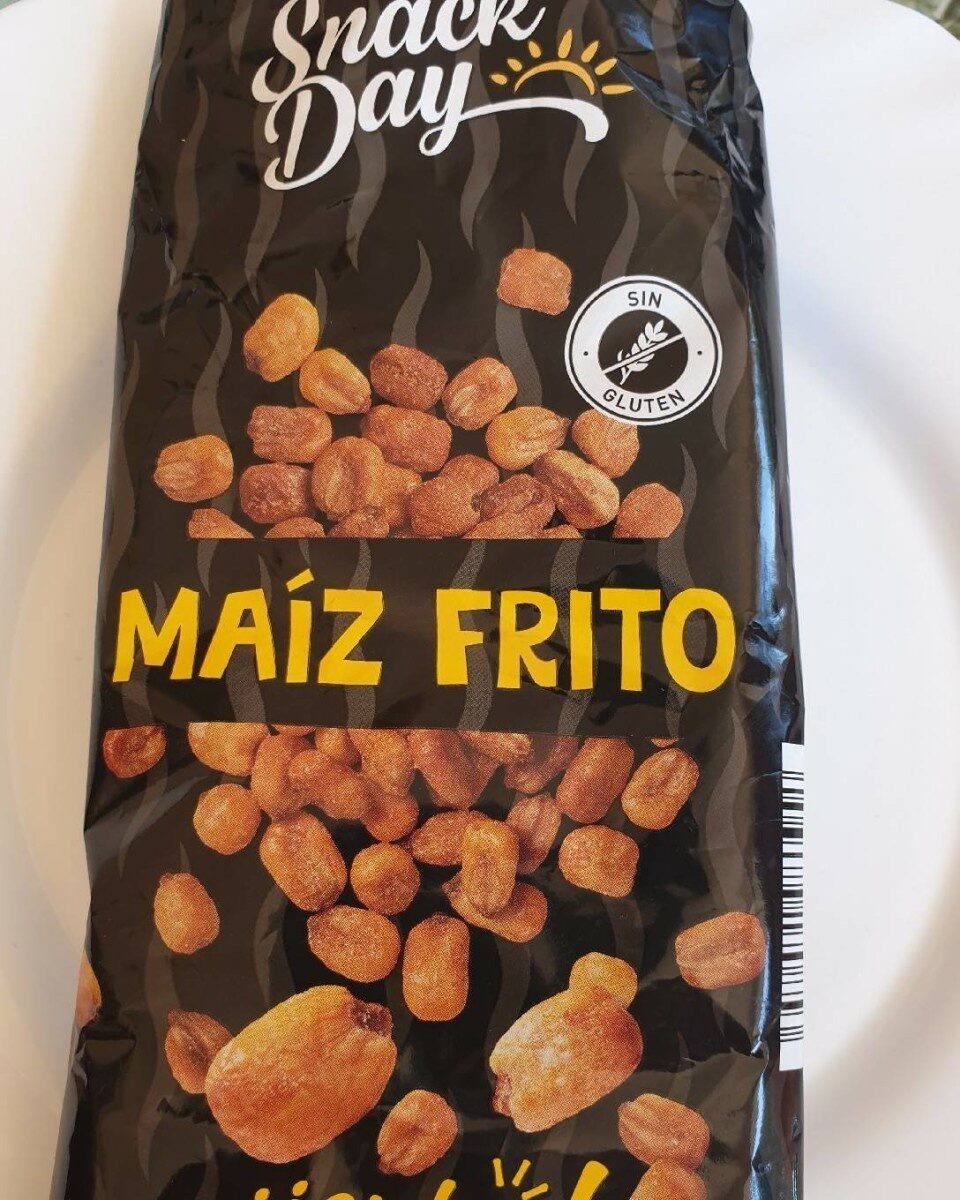 Snack
Day
SIN
GLUTEN
MAÍZ FRITO